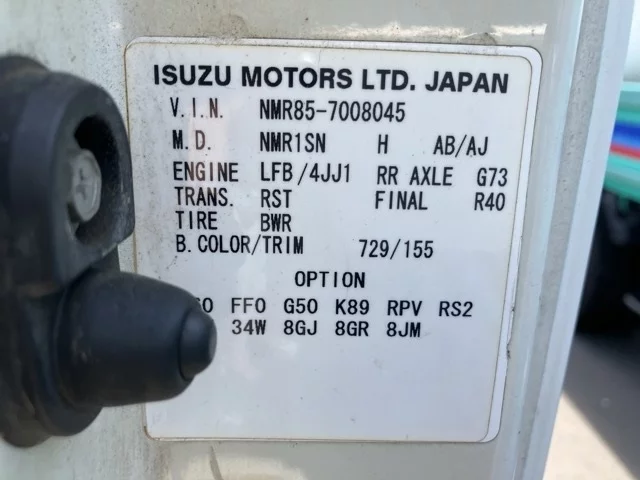 ISUZU MOTORS LTD. JAPAN
V.I.N. NMR85-7008045
M.D. NMR1SN H AB/AJ
ENGINE LFB/4JJ1 RR AXLE G73
TRANS. RST FINAL R40
TIRE BWR
B.COLOR/TRIM 729/155
OPTION
FFO G50 K89 RPV RS2
34W 8GJ 8GR 8JM